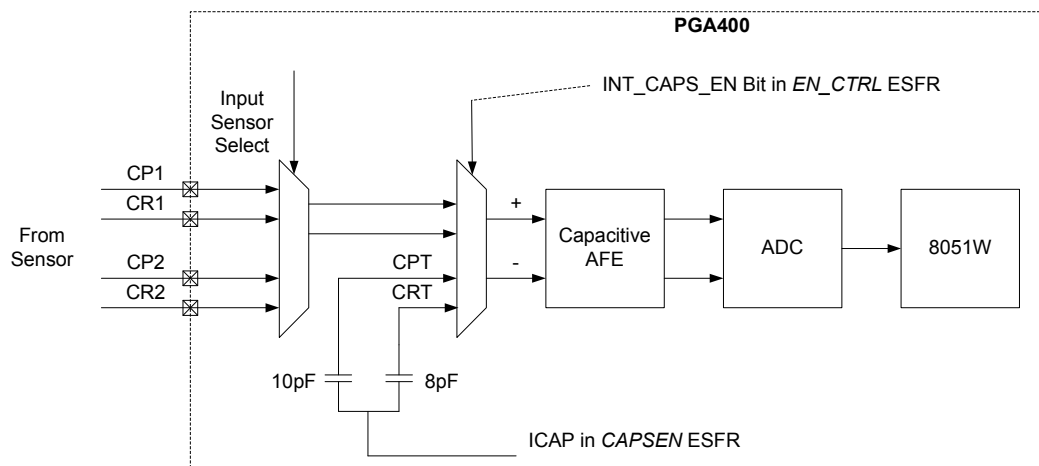 PGA400
INT_CAPS_EN Bit in EN_CTRL ESFR
Input
Sensor
Select
CP1
CR1
From
Sensor
CP2
CR2
+
-
Capacitive
AFE
ADC
8051W
CPT
CRT
10pF
8pF
ICAP in CAPSEN ESFR